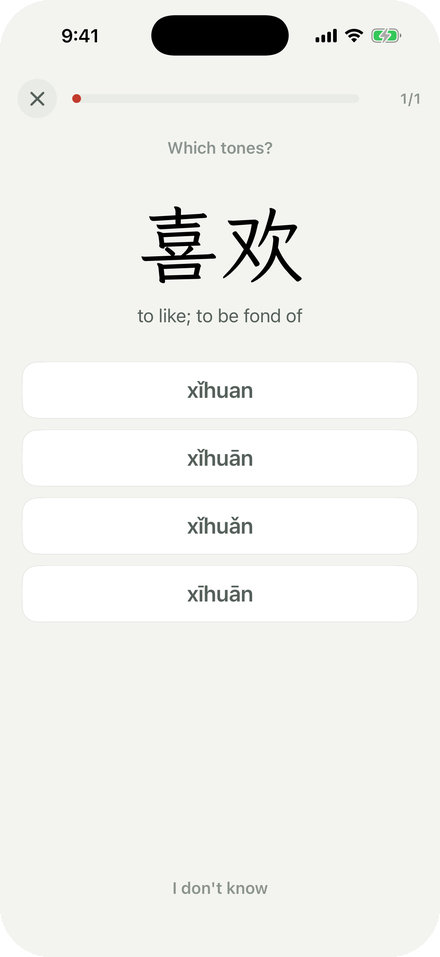 9:41
1/1
Which tones?
喜欢
to like; to be fond of
xǐhuan
xǐhuān
xǐhuǎn
xīhuān
I don't know